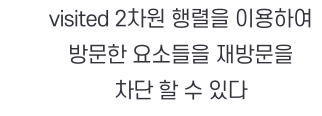 visited 2차원 행렬을 이용하여
방문한 요소들을 재방문을
차단 할 수 있다